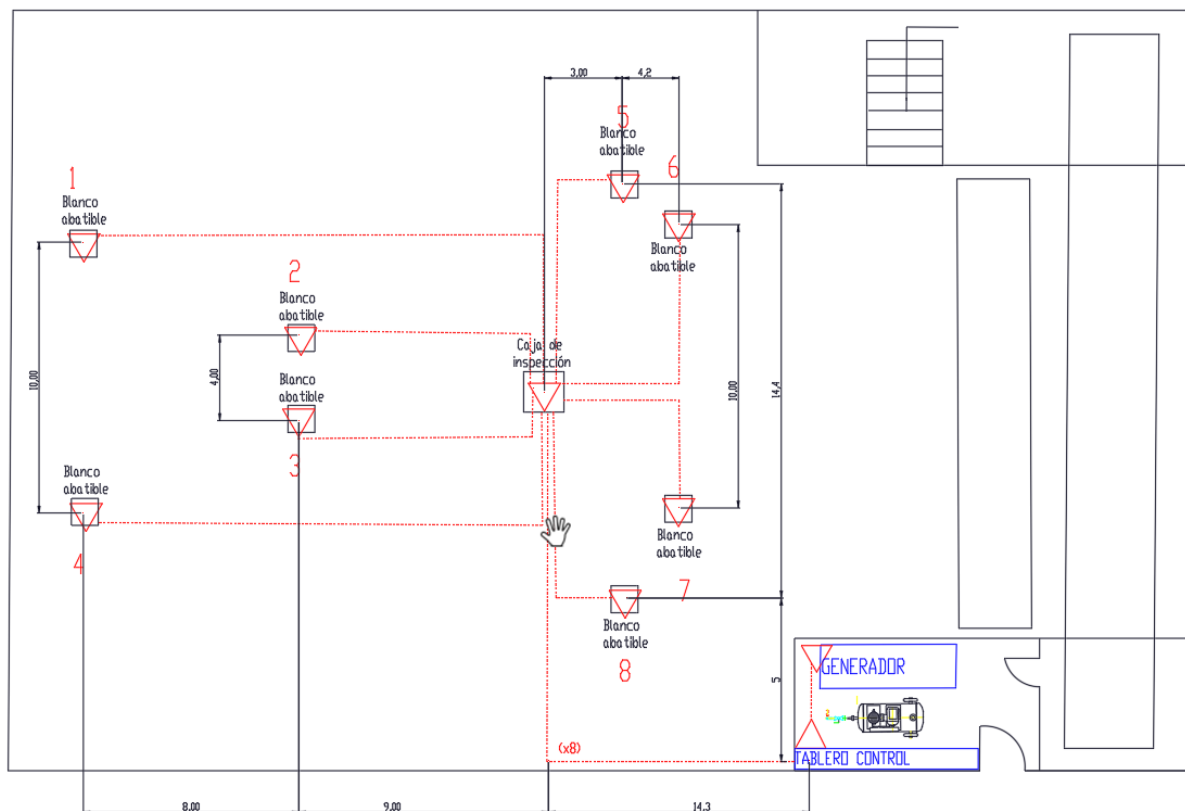 3,00
4,2
5
Blanco
abatible
6
Blanco
abatible
1
Blanco
abatible
2
Blanco
abatible
Caja de
inspección
10,00
4,00
Blanco
abatible
3
10,00
14,4
Blanco
abatible
4
Blanco
abatible
7
Blanco
abatible
8
5
GENERADOR
(x8)
TABLERO CONTROL
8,00
9,00
14,3